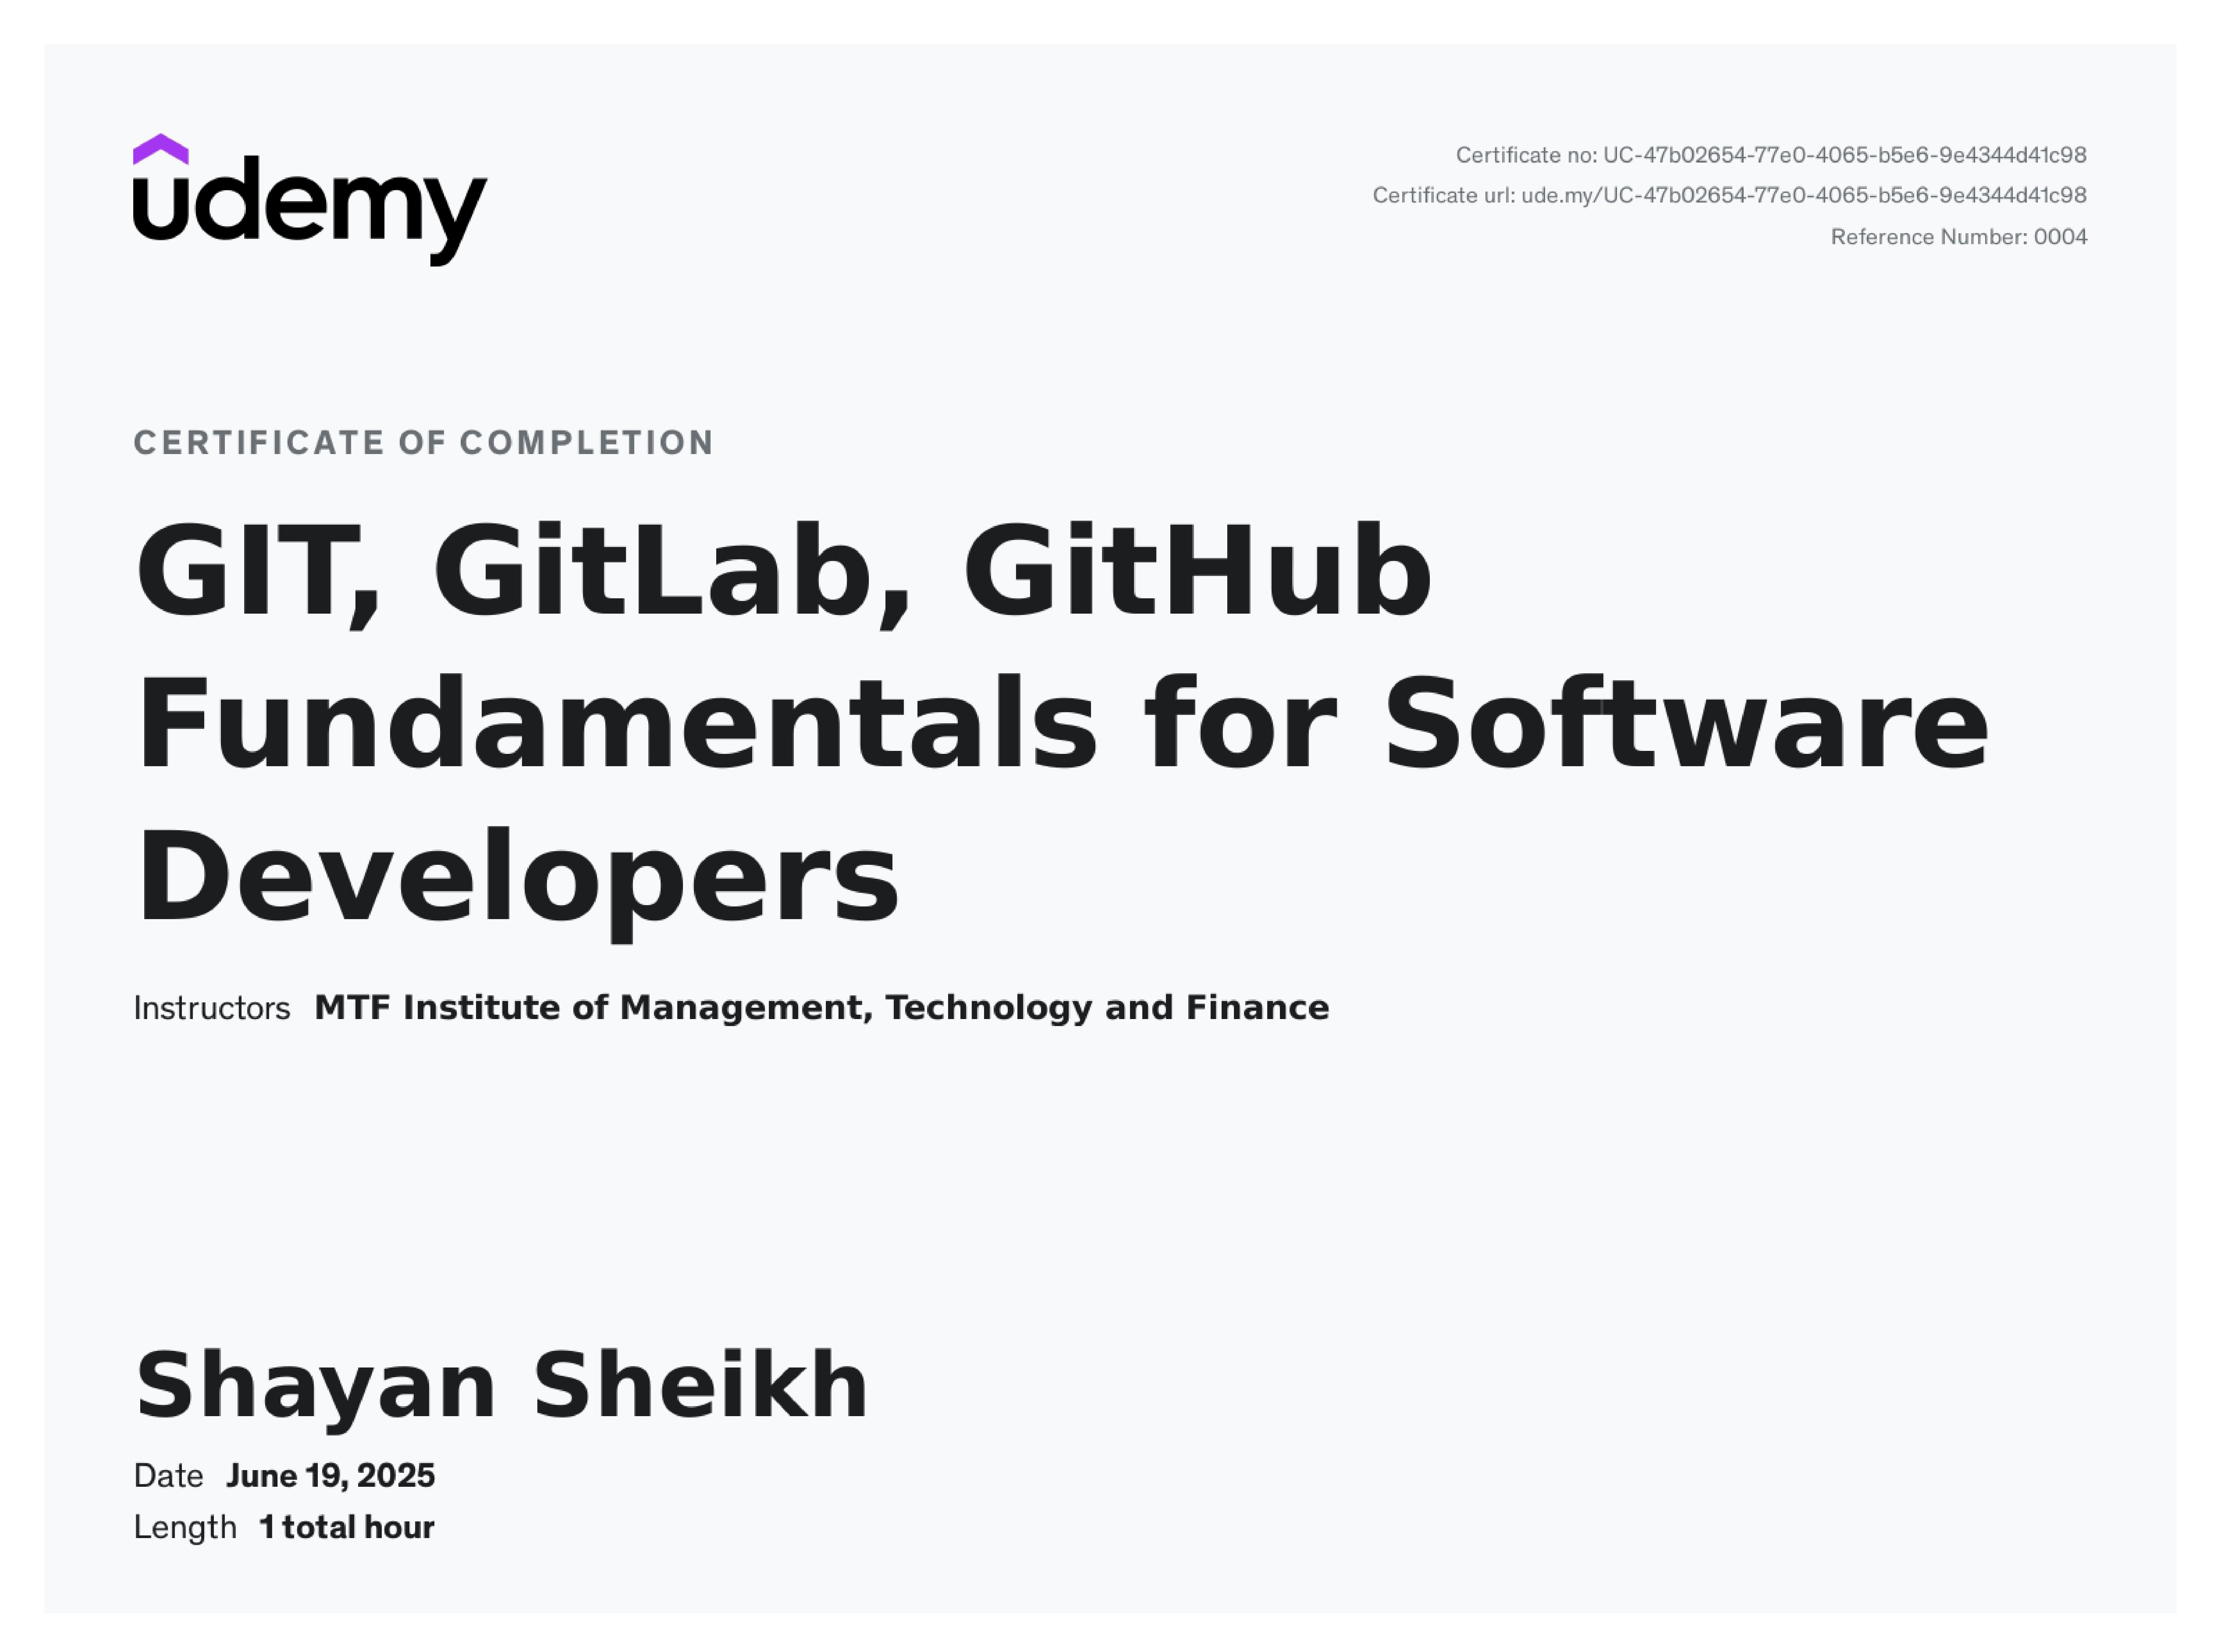 udemy
Certificate no: UC-47b02654-77e0-4065-b5e6-9e4344d41c98
Certificate url: ude.my/UC-47b02654-77e0-4065-b5e6-9e4344d41c98
Reference Number: 0004
CERTIFICATE OF COMPLETION
GIT, GitLab, GitHub
Fundamentals for Software
Developers
Instructors MTF Institute of Management, Technology and Finance
Shayan Sheikh
Date June 19, 2025
Length 1 total hour